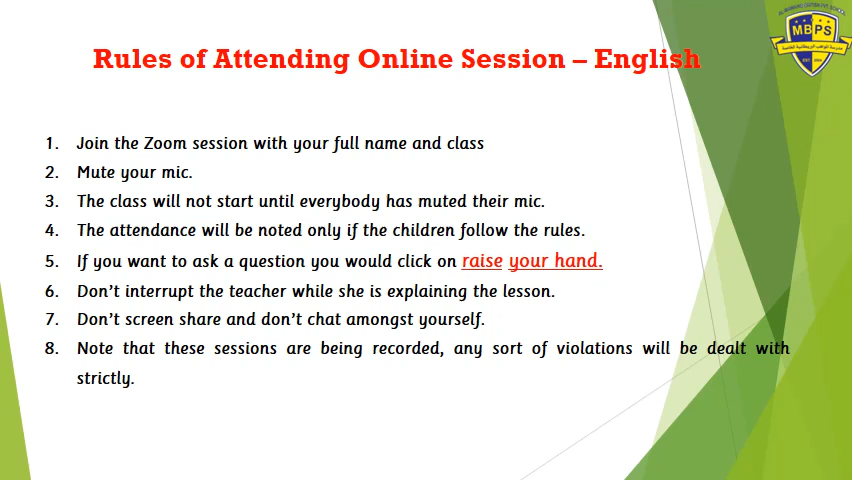 Rules of Attending Online Session – English
MBPS
1. Join the Zoom session with your full name and class
2. Mute your mic.
3. The class will not start until everybody has muted their mic.
4. The attendance will be noted only if the children follow the rules.
5. If you want to ask a question you would click on raise your hand.
6. Don't interrupt the teacher while she is explaining the lesson.
7. Don't screen share and don't chat amongst yourself.
8. Note that these sessions are being recorded, any sort of violations will be dealt with
strictly.